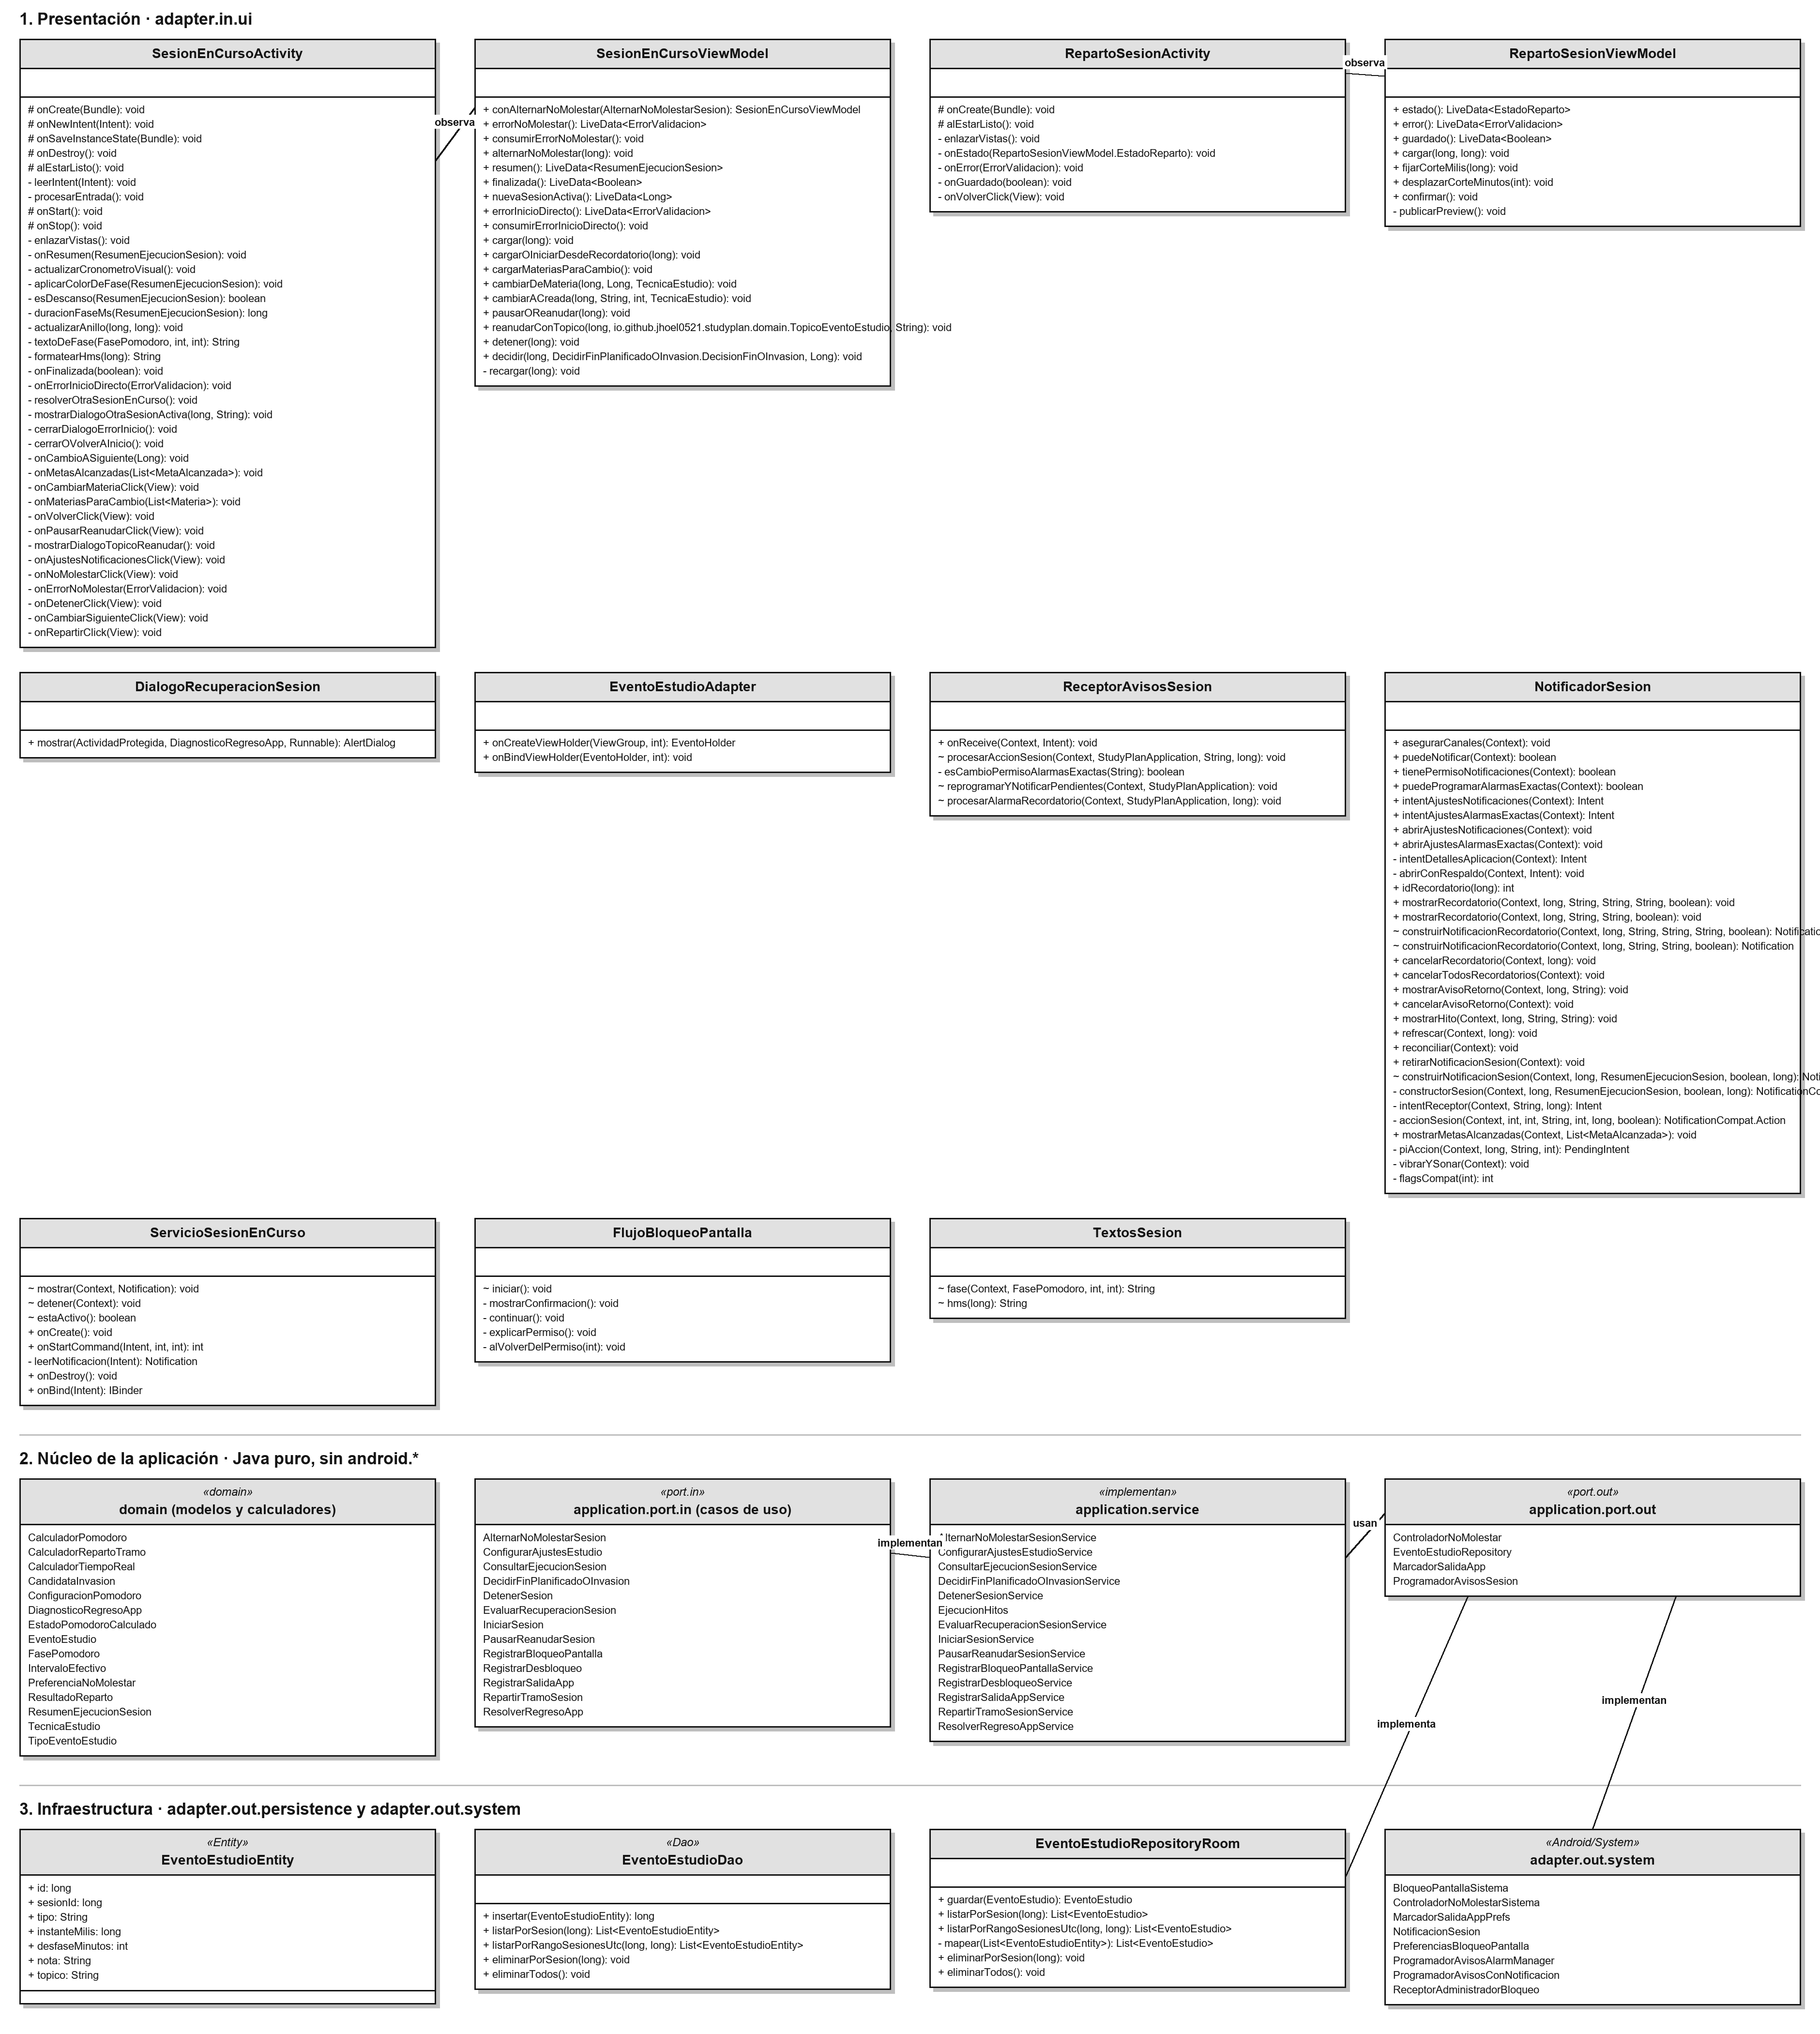 1. Presentación · adapter.in.ui
SesionEnCursoActivity
# onCreate(Bundle): void
# onNewIntent(Intent): void
# onSaveInstanceState(Bundle): void
# onDestroy(): void
# alEstarListo(): void
- leerIntent(Intent): void
- procesarEntrada(): void
# onStart(): void
# onStop(): void
- enlazarVistas(): void
- onResumen(ResumenEjecucionSesion): void
- actualizarCronometroVisual(): void
- aplicarColorDeFase(ResumenEjecucionSesion): void
- esDescanso(ResumenEjecucionSesion): boolean
- duracionFaseMs(ResumenEjecucionSesion): long
- actualizarAnillo(long, long): void
- textoDeFase(FasePomodoro, int, int): String
- formatearHms(long): String
- onFinalizada(boolean): void
- onErrorInicioDirecto(ErrorValidacion): void
- resolverOtraSesionEnCurso(): void
- mostrarDialogoOtraSesionActiva(long, String): void
- cerrarDialogoErrorInicio(): void
- cerrarOVolverAInicio(): void
- onCambioASiguiente(Long): void
- onMetasAlcanzadas(List<MetaAlcanzada>): void
- onCambiarMateriaClick(View): void
- onMateriasParaCambio(List<Materia>): void
- onVolverClick(View): void
- onPausarReanudarClick(View): void
- mostrarDialogoTopicoReanudar(): void
- onAjustesNotificacionesClick(View): void
- onNoMolestarClick(View): void
- onErrorNoMolestar(ErrorValidacion): void
- onDetenerClick(View): void
- onCambiarSiguienteClick(View): void
- onRepartirClick(View): void
observa
SesionEnCursoViewModel
+ conAlternarNoMolestar(AlternarNoMolestarSesion): SesionEnCursoViewModel
+ errorNoMolestar(): LiveData<ErrorValidacion>
+ consumirErrorNoMolestar(): void
+ alternarNoMolestar(long): void
+ resumen(): LiveData<ResumenEjecucionSesion>
+ finalizada(): LiveData<Boolean>
+ nuevaSesionActiva(): LiveData<Long>
+ errorInicioDirecto(): LiveData<ErrorValidacion>
+ consumirErrorInicioDirecto(): void
+ cargar(long): void
+ cargarOIniciarDesdeRecordatorio(long): void
+ cargarMateriasParaCambio(): void
+ cambiarDeMateria(long, Long, TecnicaEstudio): void
+ cambiarACreada(long, String, int, TecnicaEstudio): void
+ pausarOReanudar(long): void
+ reanudarConTopico(long, io.github.jhoel0521.studyplan.domain.TopicoEventoEstudio, String): void
+ detener(long): void
+ decidir(long, DecidirFinPlanificadoOInvasion.DecisionFinOInvasion, Long): void
- recargar(long): void
RepartoSesionActivity
# onCreate(Bundle): void
# alEstarListo(): void
- enlazarVistas(): void
- onEstado(RepartoSesionViewModel.EstadoReparto): void
- onError(ErrorValidacion): void
- onGuardado(boolean): void
- onVolverClick(View): void
observa
RepartoSesionViewModel
+ estado(): LiveData<EstadoReparto>
+ error(): LiveData<ErrorValidacion>
+ guardado(): LiveData<Boolean>
+ cargar(long, long): void
+ fijarCorteMilis(long): void
+ desplazarCorteMinutos(int): void
+ confirmar(): void
- publicarPreview(): void
DialogoRecuperacionSesion
+ mostrar(ActividadProtegida, DiagnosticoRegresoApp, Runnable): AlertDialog
EventoEstudioAdapter
+ onCreateViewHolder(ViewGroup, int): EventoHolder
+ onBindViewHolder(EventoHolder, int): void
ReceptorAvisosSesion
+ onReceive(Context, Intent): void
~ procesarAccionSesion(Context, StudyPlanApplication, String, long): void
- esCambioPermisoAlarmasExactas(String): boolean
~ reprogramarYNotificarPendientes(Context, StudyPlanApplication): void
~ procesarAlarmaRecordatorio(Context, StudyPlanApplication, long): void
NotificadorSesion
+ asegurarCanales(Context): void
+ puedeNotificar(Context): boolean
+ tienePermisoNotificaciones(Context): boolean
+ puedeProgramarAlarmasExactas(Context): boolean
+ intentAjustesNotificaciones(Context): Intent
+ intentAjustesAlarmasExactas(Context): Intent
+ abrirAjustesNotificaciones(Context): void
+ abrirAjustesAlarmasExactas(Context): void
- intentDetallesAplicacion(Context): Intent
- abrirConRespaldo(Context, Intent): void
+ idRecordatorio(long): int
+ mostrarRecordatorio(Context, long, String, String, String, boolean): void
+ mostrarRecordatorio(Context, long, String, String, boolean): void
~ construirNotificacionRecordatorio(Context, long, String, String, String, boolean): Notificatio
~ construirNotificacionRecordatorio(Context, long, String, String, boolean): Notification
+ cancelarRecordatorio(Context, long): void
+ cancelarTodosRecordatorios(Context): void
+ mostrarAvisoRetorno(Context, long, String): void
+ cancelarAvisoRetorno(Context): void
+ mostrarHito(Context, long, String, String): void
+ refrescar(Context, long): void
+ reconciliar(Context): void
+ retirarNotificacionSesion(Context): void
~ construirNotificacionSesion(Context, long, ResumenEjecucionSesion, boolean, long): Noti
- constructorSesion(Context, long, ResumenEjecucionSesion, boolean, long): NotificationCo
- intentReceptor(Context, String, long): Intent
- accionSesion(Context, int, int, String, int, long, boolean): NotificationCompat.Action
+ mostrarMetasAlcanzadas(Context, List<MetaAlcanzada>): void
- piAccion(Context, long, String, int): PendingIntent
- vibrarYSonar(Context): void
- flagsCompat(int): int
ServicioSesionEnCurso
~ mostrar(Context, Notification): void
~ detener(Context): void
~ estaActivo(): boolean
+ onCreate(): void
+ onStartCommand(Intent, int, int): int
- leerNotificacion(Intent): Notification
+ onDestroy(): void
+ onBind(Intent): IBinder
FlujoBloqueoPantalla
~ iniciar(): void
- mostrarConfirmacion(): void
- continuar(): void
- explicarPermiso(): void
- alVolverDelPermiso(int): void
TextosSesion
~ fase(Context, FasePomodoro, int, int): String
~ hms(long): String
2. Núcleo de la aplicación · Java puro, sin android.*
«domain»
domain (modelos y calculadores)
CalculadorPomodoro
CalculadorRepartoTramo
CalculadorTiempoReal
CandidataInvasion
ConfiguracionPomodoro
DiagnosticoRegresoApp
EstadoPomodoroCalculado
EventoEstudio
FasePomodoro
IntervaloEfectivo
PreferenciaNoMolestar
ResultadoReparto
ResumenEjecucionSesion
TecnicaEstudio
TipoEventoEstudio
«port.in»
application.port.in (casos de uso)
AlternarNoMolestarSesion
ConfigurarAjustesEstudio
ConsultarEjecucionSesion
DecidirFinPlanificadoOInvasion
DetenerSesion
EvaluarRecuperacionSesion
IniciarSesion
PausarReanudarSesion
RegistrarBloqueoPantalla
RegistrarDesbloqueo
RegistrarSalidaApp
RepartirTramoSesion
ResolverRegresoApp
implementan
«implementan»
application.service
AlternarNoMolestarSesionService
ConfigurarAjustesEstudioService
ConsultarEjecucionSesionService
DecidirFinPlanificadoOInvasionService
DetenerSesionService
EjecucionHitos
EvaluarRecuperacionSesionService
IniciarSesionService
PausarReanudarSesionService
RegistrarBloqueoPantallaService
RegistrarDesbloqueoService
RegistrarSalidaAppService
RepartirTramoSesionService
ResolverRegresoAppService
usan
«port.out»
application.port.out
ControladorNoMolestar
EventoEstudioRepository
MarcadorSalidaApp
ProgramadorAvisosSesion
implementa
implementan
3. Infraestructura · adapter.out.persistence y adapter.out.system
«Entity»
EventoEstudioEntity
+ id: long
+ sesionId: long
+ tipo: String
+ instanteMilis: long
+ desfaseMinutos: int
+ nota: String
+ topico: String
«Dao»
EventoEstudioDao
+ insertar(EventoEstudioEntity): long
+ listarPorSesion(long): List<EventoEstudioEntity>
+ listarPorRangoSesionesUtc(long, long): List<EventoEstudioEntity>
+ eliminarPorSesion(long): void
+ eliminarTodos(): void
EventoEstudioRepositoryRoom
+ guardar(EventoEstudio): EventoEstudio
+ listarPorSesion(long): List<EventoEstudio>
+ listarPorRangoSesionesUtc(long, long): List<EventoEstudio>
- mapear(List<EventoEstudioEntity>): List<EventoEstudio>
+ eliminarPorSesion(long): void
+ eliminarTodos(): void
«Android/System»
adapter.out.system
BloqueoPantallaSistema
ControladorNoMolestarSistema
MarcadorSalidaAppPrefs
NotificacionSesion
PreferenciasBloqueoPantalla
ProgramadorAvisosAlarmManager
ProgramadorAvisosConNotificacion
ReceptorAdministradorBloqueo